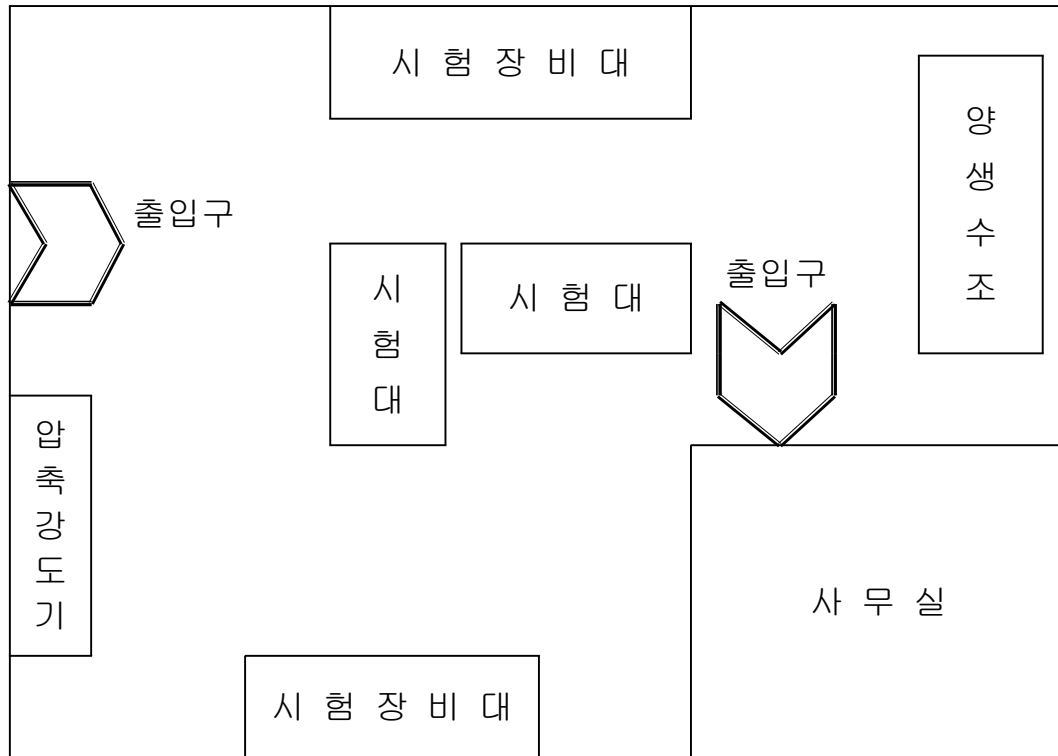 시 험 장 비 대
양
생
수
조
출입구
시
험
대
시 험 대
출입구
압
축
강
도
기
사 무 실
시 험 장 비 대